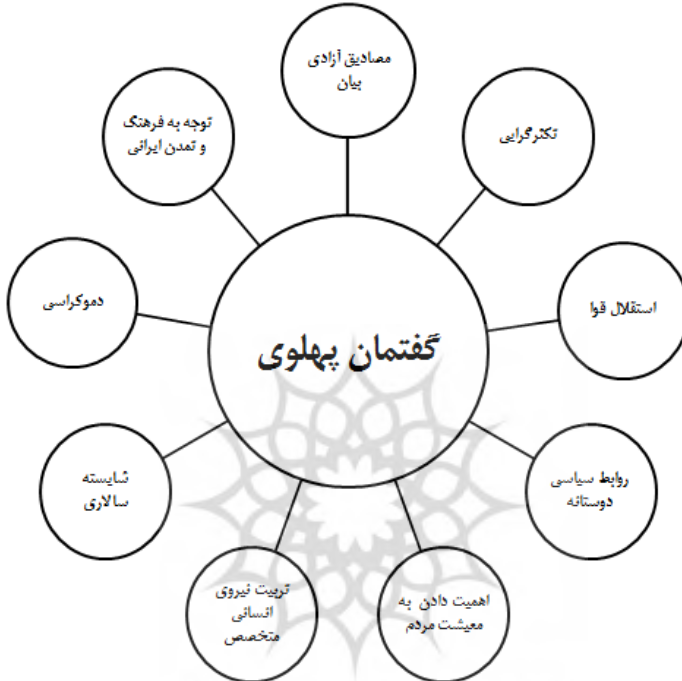 مصادیق آزادی
بیان
تکثرگرایی
استقلال قوا
روابط سیاسی
دوستانه
اهمیت دادن به
معیشت مردم
تربیت نیروی
انسانی
متخصص
شایسته
سالاری
دموکراسی
توجه به فرهنگ
و تمدن ایرانی
گفتمان پهلوی